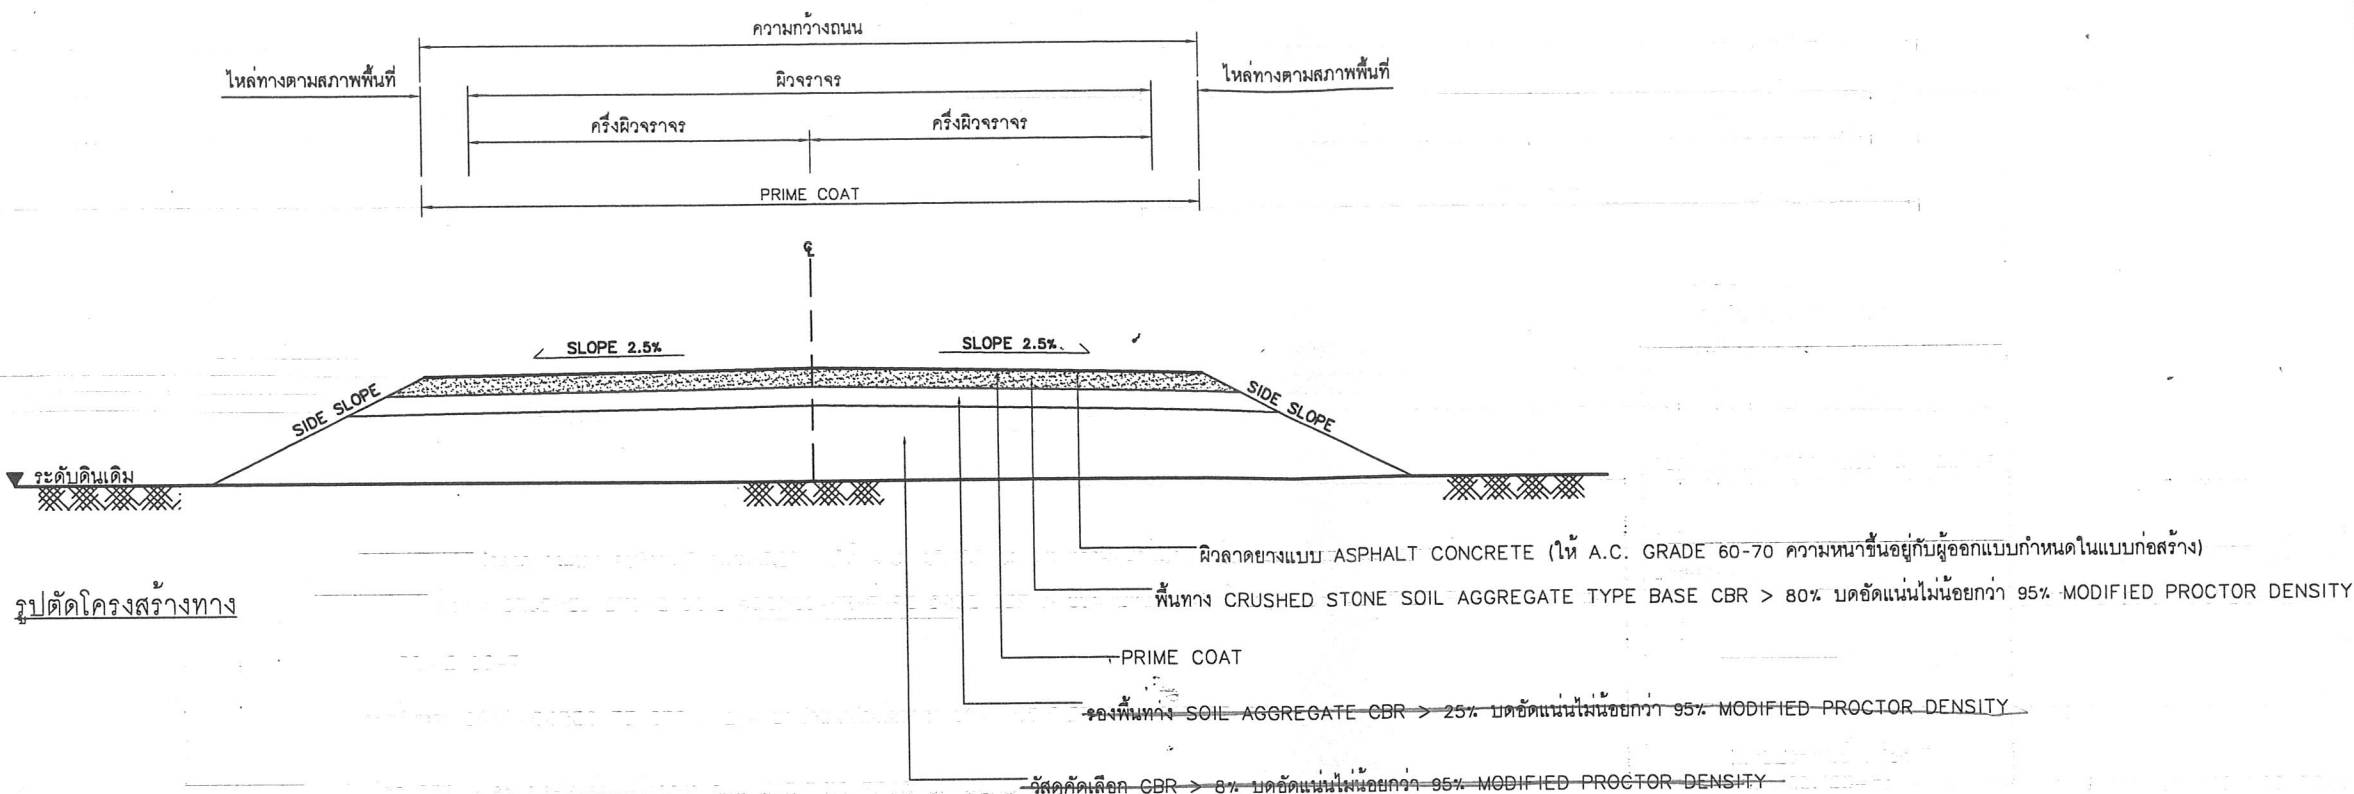 ความกว้างถนน
ไหล่ทางตามสภาพพื้นที่
ผิวจราจร
ไหล่ทางตามสภาพพื้นที่
ครึ่งผิวจราจร
ครึ่งผิวจราจร
PRIME COAT
℄
SLOPE 2.5%
SLOPE 2.5%
SIDE SLOPE
SIDE SLOPE
ระดับดินเดิม
ผิวลาดยางแบบ ASPHALT CONCRETE (ให้ A.C. GRADE 60-70 ความหนาขึ้นอยู่กับผู้ออกแบบกำหนดในแบบก่อสร้าง)
พื้นทาง CRUSHED STONE SOIL AGGREGATE TYPE BASE CBR > 80% บดอัดแน่นไม่น้อยกว่า 95% MODIFIED PROCTOR DENSITY
รูปตัดโครงสร้างทาง
PRIME COAT
รองพื้นทาง SOIL AGGREGATE CBR > 25% บดอัดแน่นไม่น้อยกว่า 95% MODIFIED PROCTOR DENSITY
วัสดุคัดเลือก CBR > 8% บดอัดแน่นไม่น้อยกว่า 95% MODIFIED PROCTOR DENSITY